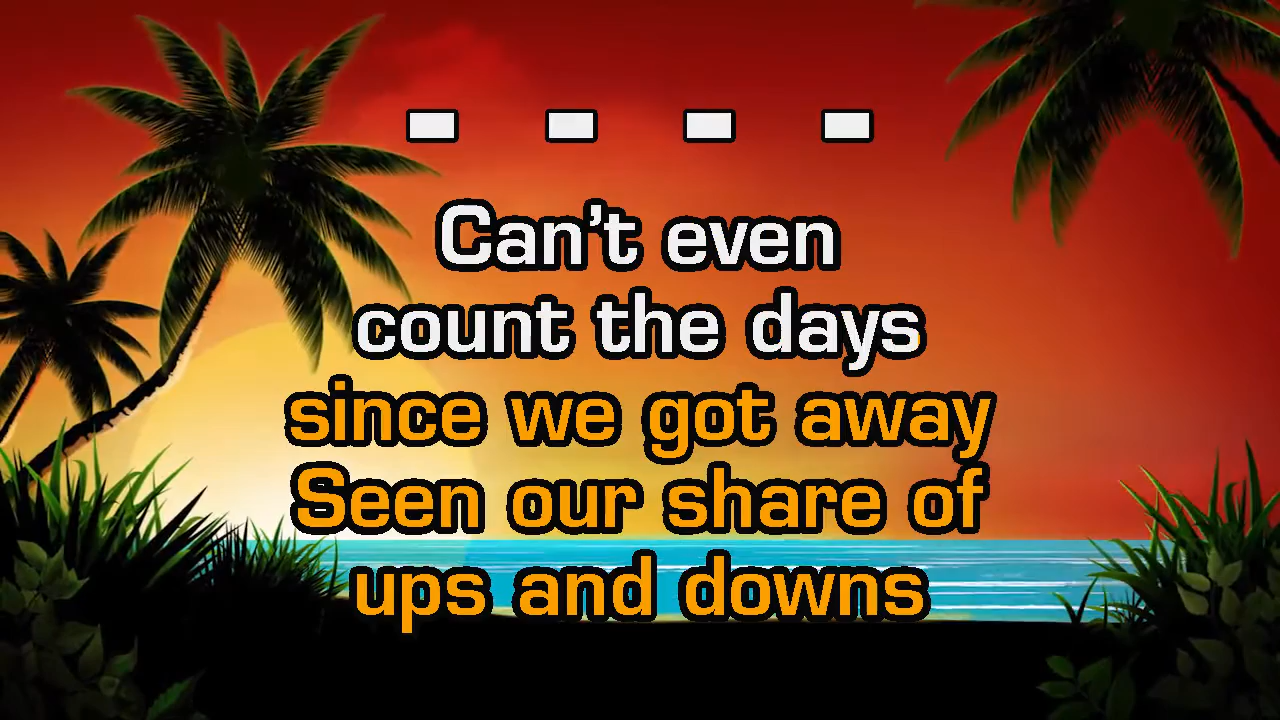 - - - -
Can't even
count the days
since we got away
Seen our share of
ups and downs